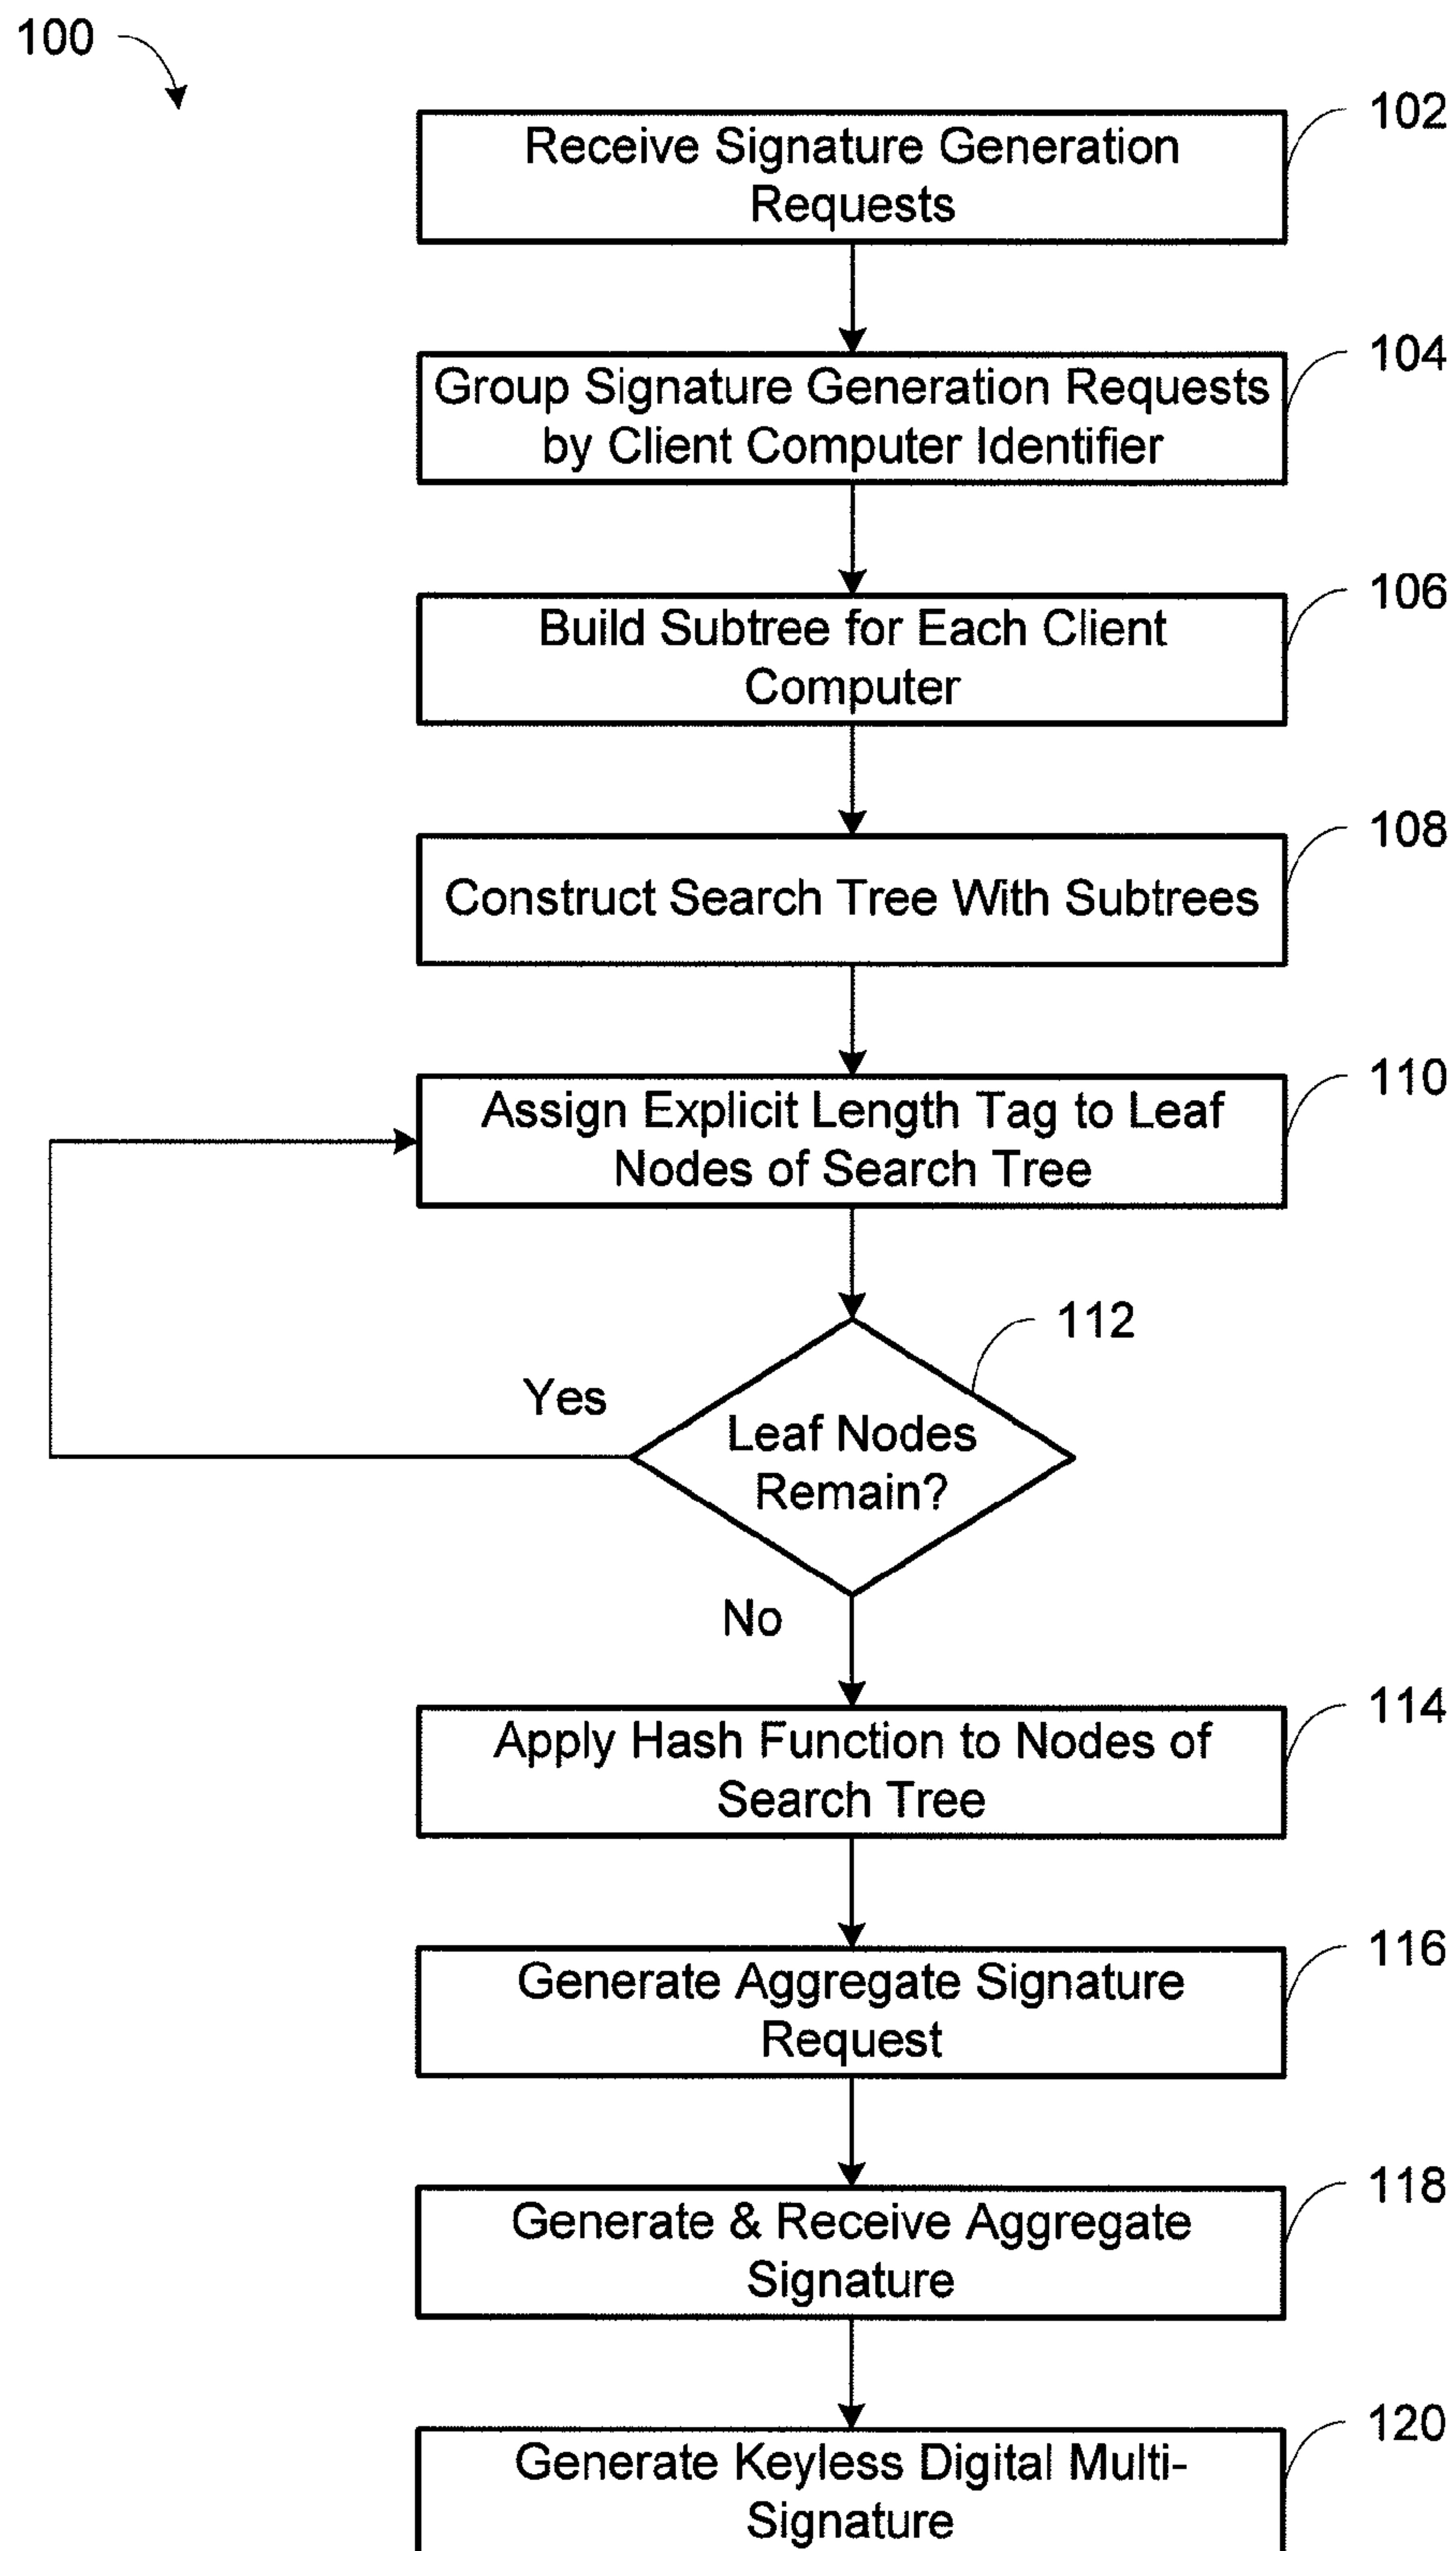 100
102
Receive Signature Generation
Requests
104
Group Signature Generation Requests
by Client Computer Identifier
106
Build Subtree for Each Client
Computer
108
Construct Search Tree With Subtrees
110
Assign Explicit Length Tag to Leaf
Nodes of Search Tree
112
Yes
Leaf Nodes
Remain?
No
114
Apply Hash Function to Nodes of
Search Tree
116
Generate Aggregate Signature
Request
118
Generate & Receive Aggregate
Signature
120
Generate Keyless Digital Multi-
Signature